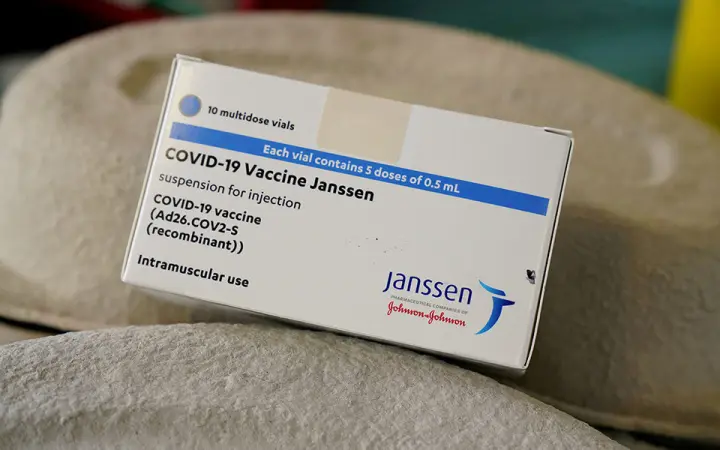 10 multidose vials
Each vial contains 5 doses of 0.5 mL
COVID-19 Vaccine Janssen
suspension for injection
COVID-19 vaccine
(Ad26.COV2-S
(recombinant))
Intramuscular use
Janssen
PHARMACEUTICAL COMPANIES OF
Johnson & Johnson